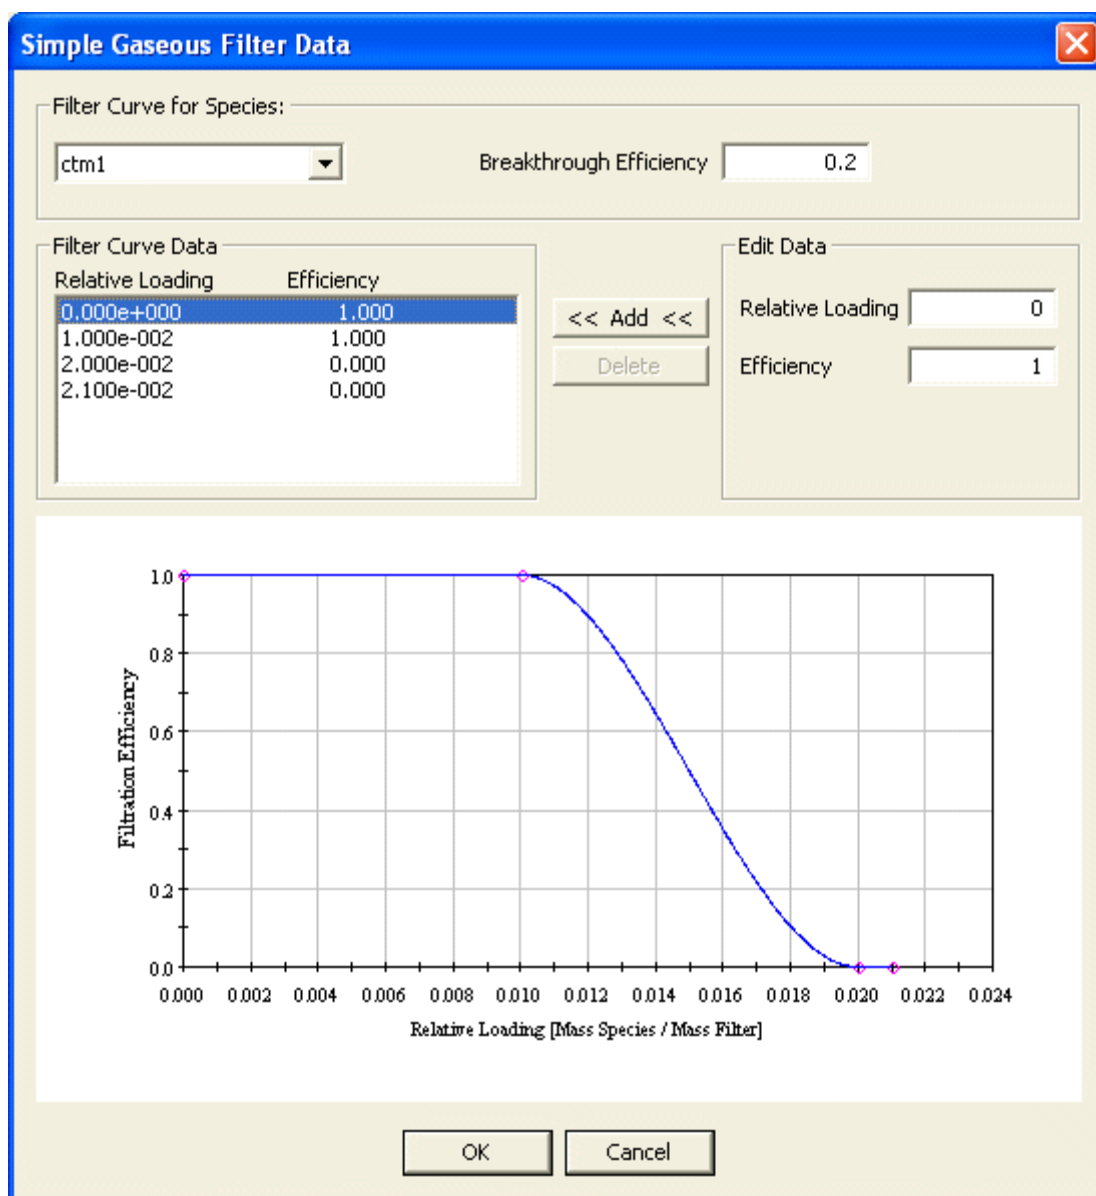 Simple Gaseous Filter Data
Filter Curve for Species:
ctm1
Breakthrough Efficiency 0.2
Filter Curve Data
Relative Loading Efficiency
0.000e+000 1.000
1.000e-002 1.000
2.000e-002 0.000
2.100e-002 0.000
<< Add <<
Delete
Edit Data
Relative Loading 0
Efficiency 1
Filtration Efficiency
1.0
0.8
0.6
0.4
0.2
0.0
0.000 0.002 0.004 0.006 0.008 0.010 0.012 0.014 0.016 0.018 0.020 0.022 0.024
Relative Loading [Mass Species / Mass Filter]
OK Cancel